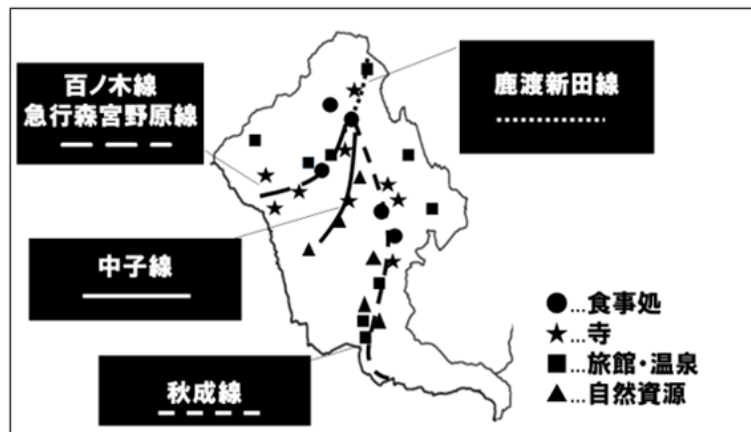 百ノ木線
急行森宮野原線
鹿渡新田線
中子線
秋成線
●…食事処
★…寺
■…旅館・温泉
▲…自然資源